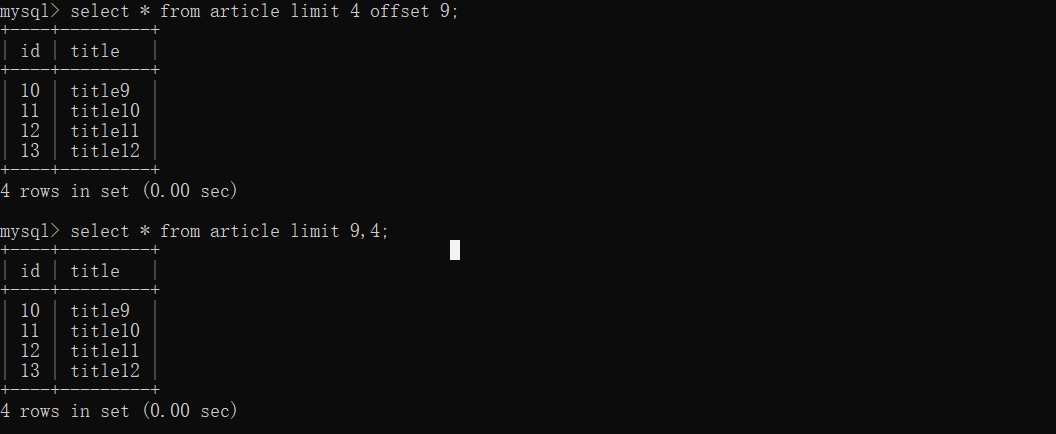 mysql> select * from article limit 4 offset 9;
+----+---------+
| id | title   |
+----+---------+
| 10 | title9  |
| 11 | title10 |
| 12 | title11 |
| 13 | title12 |
+----+---------+
4 rows in set (0.00 sec)
mysql> select * from article limit 9,4;
+----+---------+
| id | title   |
+----+---------+
| 10 | title9  |
| 11 | title10 |
| 12 | title11 |
| 13 | title12 |
+----+---------+
4 rows in set (0.00 sec)